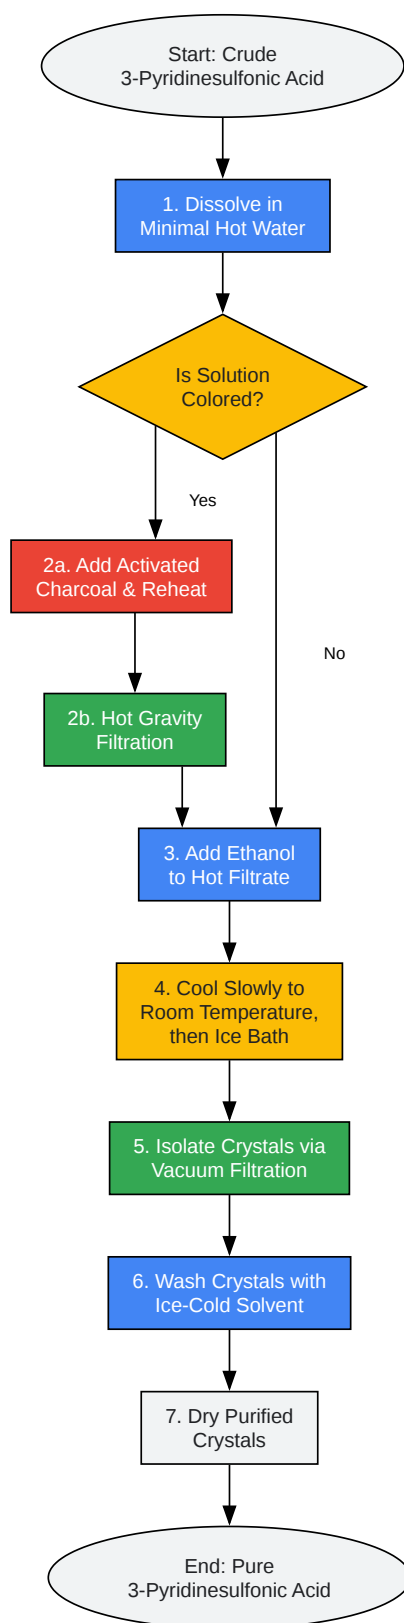 Start: Crude
3-Pyridinesulfonic Acid
1. Dissolve in
Minimal Hot Water
Is Solution
Colored?
Yes
2a. Add Activated
Charcoal & Reheat
No
2b. Hot Gravity
Filtration
3. Add Ethanol
to Hot Filtrate
4. Cool Slowly to
Room Temperature,
then Ice Bath
5. Isolate Crystals via
Vacuum Filtration
6. Wash Crystals with
Ice-Cold Solvent
7. Dry Purified
Crystals
End: Pure
3-Pyridinesulfonic Acid